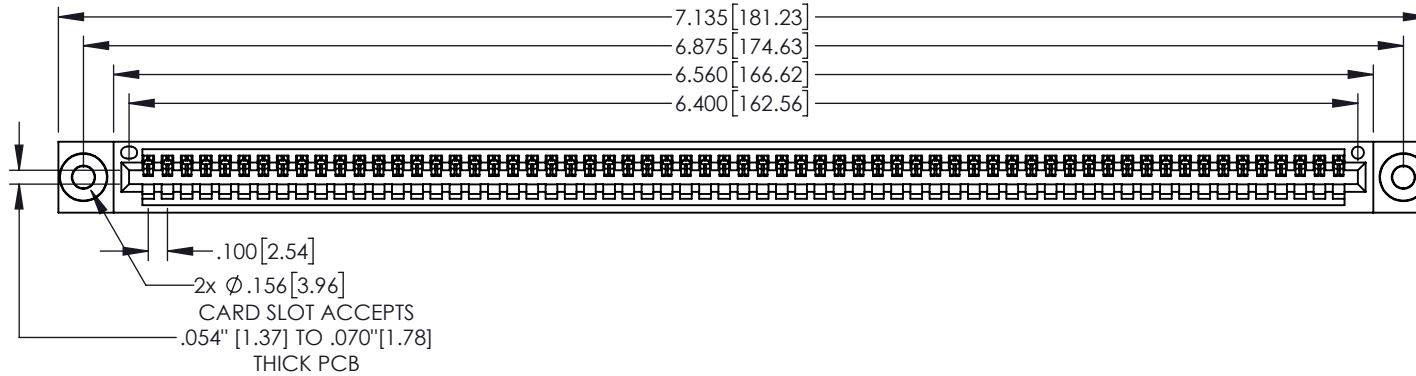 7.135[181.23]
6.875[174.63]
6.560[166.62]
6.400[162.56]
.100[2.54]
2x Ø.156[3.96]
CARD SLOT ACCEPTS
.054" [1.37] TO .070"[1.78]
THICK PCB